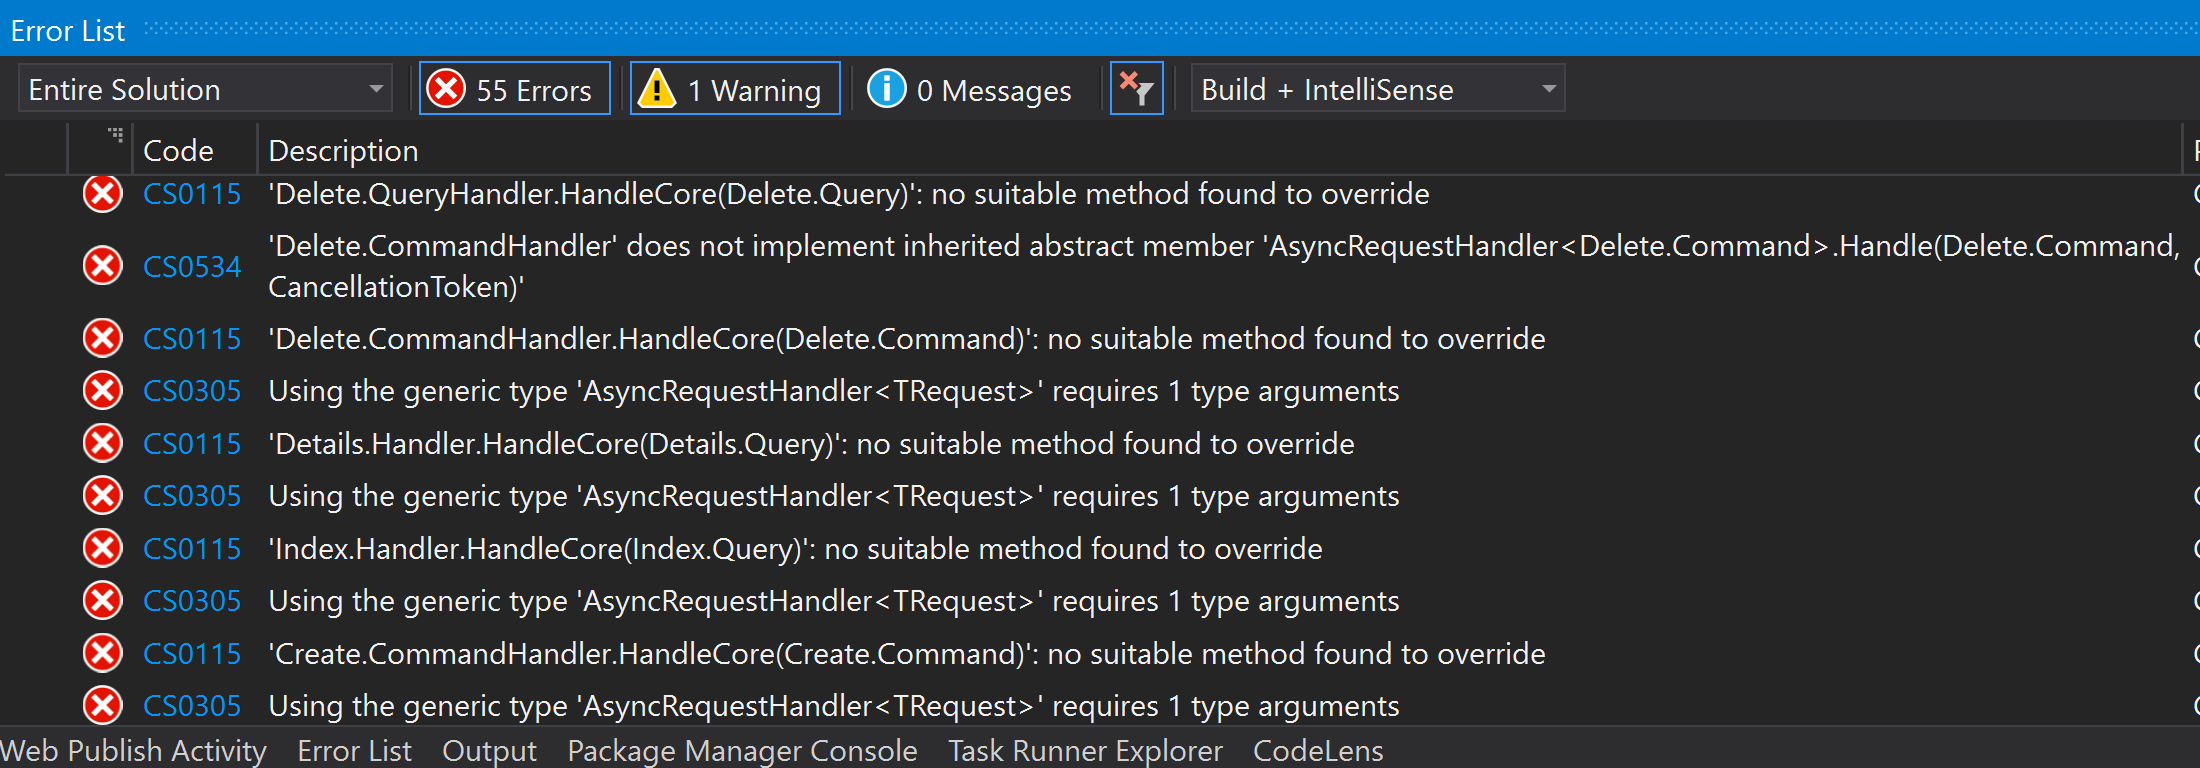 Error List
Entire Solution
55 Errors
1 Warning
0 Messages
Build + IntelliSense
Code
Description
CS0115 'Delete.QueryHandler.HandleCore(Delete.Query)': no suitable method found to override
CS0534 'Delete.CommandHandler' does not implement inherited abstract member 'AsyncRequestHandler<Delete.Command>.Handle(Delete.Command,
CancellationToken)'
CS0115 'Delete.CommandHandler.HandleCore(Delete.Command)': no suitable method found to override
CS0305 Using the generic type 'AsyncRequestHandler<TRequest>' requires 1 type arguments
CS0115 'Details.Handler.HandleCore(Details.Query)': no suitable method found to override
CS0305 Using the generic type 'AsyncRequestHandler<TRequest>' requires 1 type arguments
CS0115 'Index.Handler.HandleCore(Index.Query)': no suitable method found to override
CS0305 Using the generic type 'AsyncRequestHandler<TRequest>' requires 1 type arguments
CS0115 'Create.CommandHandler.HandleCore(Create.Command)': no suitable method found to override
CS0305 Using the generic type 'AsyncRequestHandler<TRequest>' requires 1 type arguments
Web Publish Activity Error List Output Package Manager Console Task Runner Explorer CodeLens